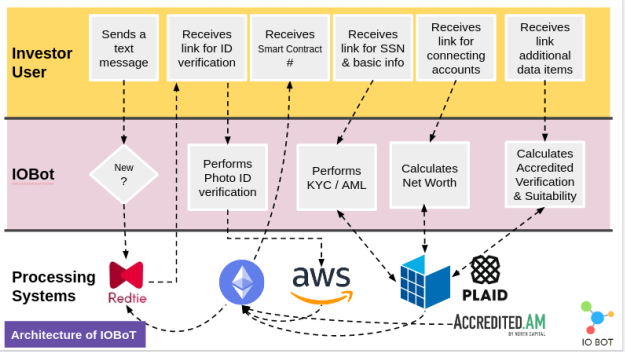 Investor
User
Sends a
text
message
Receives
link for ID
verification
Receives
Smart Contract
#
Receives
link for SSN
& basic info
Receives
link for
connecting
accounts
Receives
link
additional
data items
IOBot
New
?
Performs
Photo ID
verification
Performs
KYC / AML
Calculates
Net Worth
Calculates
Accredited
Verification
& Suitability
Processing
Systems
Redtie
aws
PLAID
ACCREDITED.AM
BY NORTH CAPITAL
Architecture of IOBoT
IO BOT